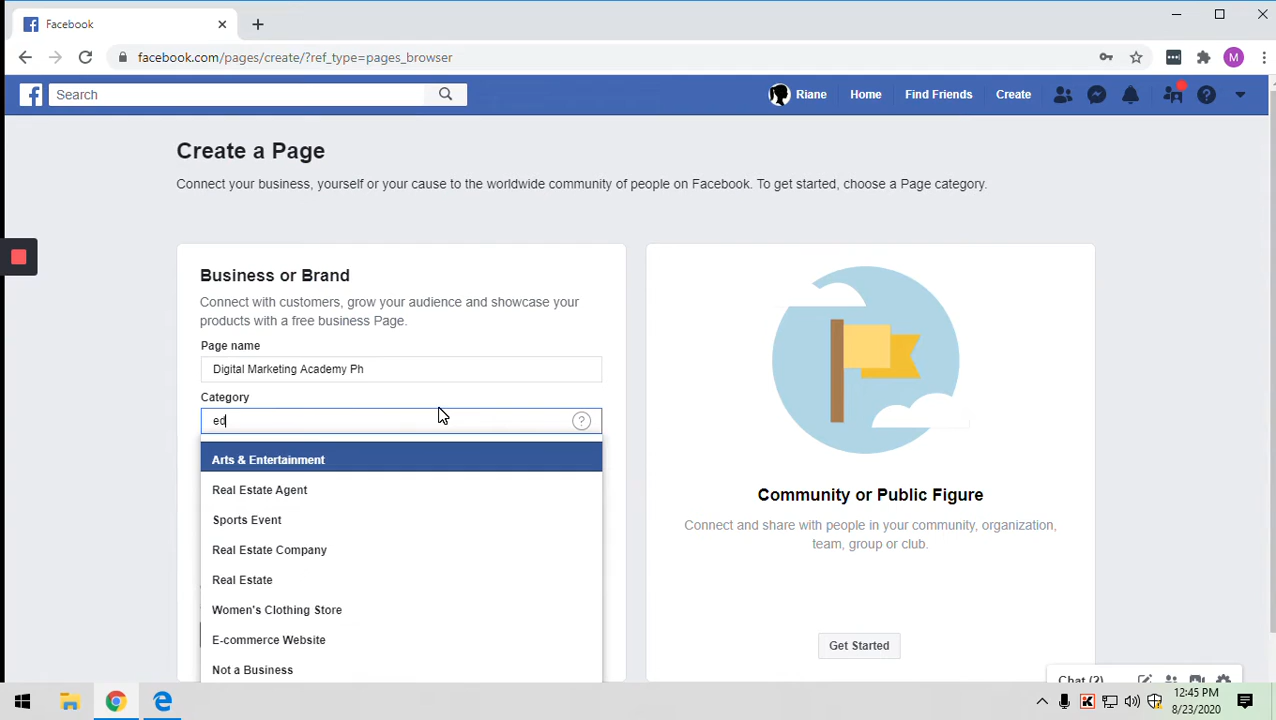 Facebook
facebook.com/pages/create/?ref_type=pages_browser
M
Search
Riane
Home
Find Friends
Create
Create a Page
Connect your business, yourself or your cause to the worldwide community of people on Facebook. To get started, choose a Page category.
Business or Brand
Connect with customers, grow your audience and showcase your
products with a free business Page.
Page name
Digital Marketing Academy Ph
Category
ed
?
Arts & Entertainment
Real Estate Agent
Sports Event
Real Estate Company
Real Estate
Women's Clothing Store
E-commerce Website
Not a Business
Community or Public Figure
Connect and share with people in your community, organization,
team, group or club.
Get Started
Chat (2)
12:45 PM
8/23/2020